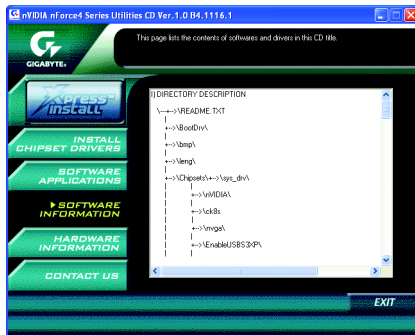 nVIDIA nForce4 Series Utilities CD Ver.1.0 B4.1116.1
GIGABYTE
This page lists the contents of softwares and drivers in this CD title.
Xpress-Install
INSTALL CHIPSET DRIVERS
SOFTWARE APPLICATIONS
SOFTWARE INFORMATION
HARDWARE INFORMATION
CONTACT US
I)DIRECTORY DESCRIPTION
\---+-->\README.TXT
+-->\BootDrv\
+-->\bmp\
+-->\leng\
+-->\Chipsets\+-->\sys_drv\
+-->\nVIDIA\
+-->\ck8s
+-->\nvga\
+-->\EnableUSBS3XP\
EXIT